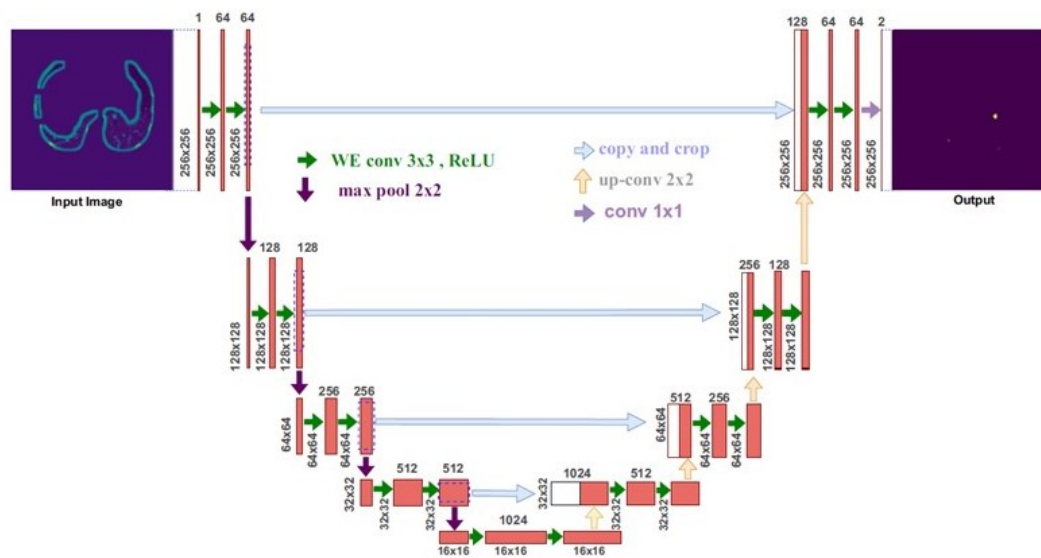 1 64 64
128 64 64 2
256x256
256x256
256x256
256x256
256x256
256x256
256x256
Input Image
Output
WE conv 3x3 , ReLU
max pool 2x2
copy and crop
up-conv 2x2
conv 1x1
128 128
256 128
128x128
128x128
128x128
128x128
128x128
128x128
256 256
512 256
64x64
64x64
64x64
64x64
64x64
64x64
512 512
1024 512
32x32
32x32
32x32
32x32
32x32
32x32
1024
16x16 16x16 16x16